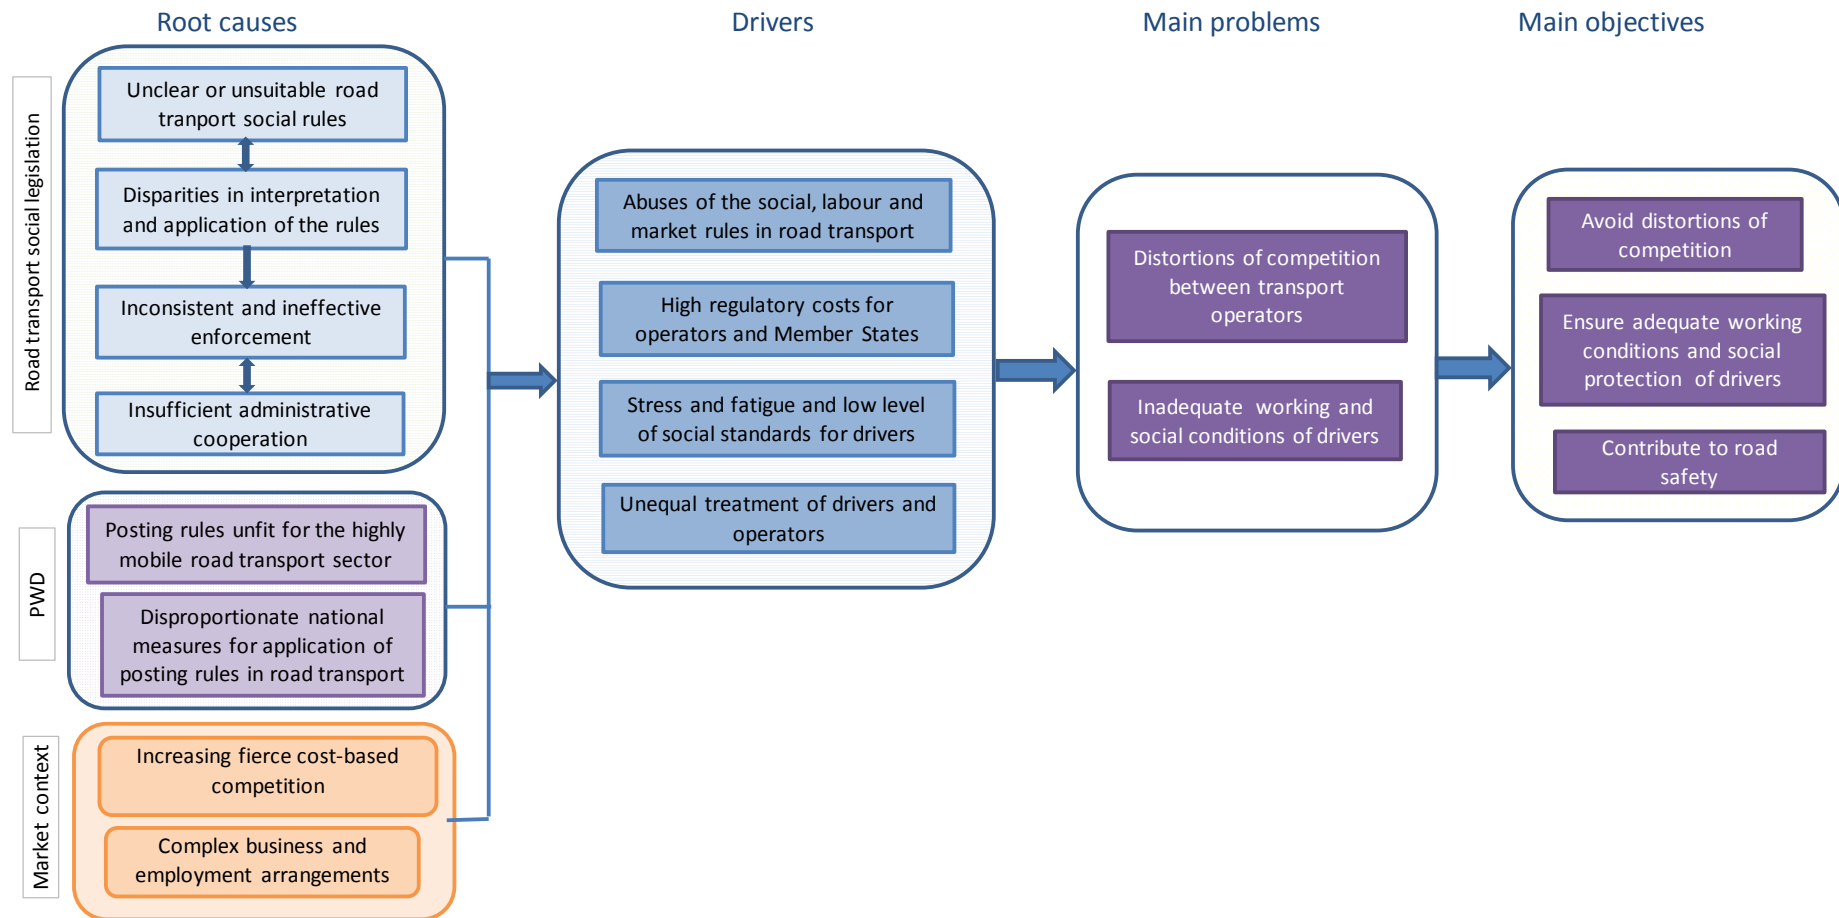 Root causes
Drivers
Main problems
Main objectives
Road transport social legislation
Unclear or unsuitable road
tranport social rules
Disparities in interpretation
and application of the rules
Inconsistent and ineffective
enforcement
Insufficient administrative
cooperation
PWD
Posting rules unfit for the highly
mobile road transport sector
Disproportionate national
measures for application of
posting rules in road transport
Market context
Increasing fierce cost-based
competition
Complex business and
employment arrangements
Abuses of the social, labour and
market rules in road transport
High regulatory costs for
operators and Member States
Stress and fatigue and low level
of social standards for drivers
Unequal treatment of drivers and
operators
Distortions of competition
between transport
operators
Inadequate working and
social conditions of drivers
Avoid distortions of
competition
Ensure adequate working
conditions and social
protection of drivers
Contribute to road
safety